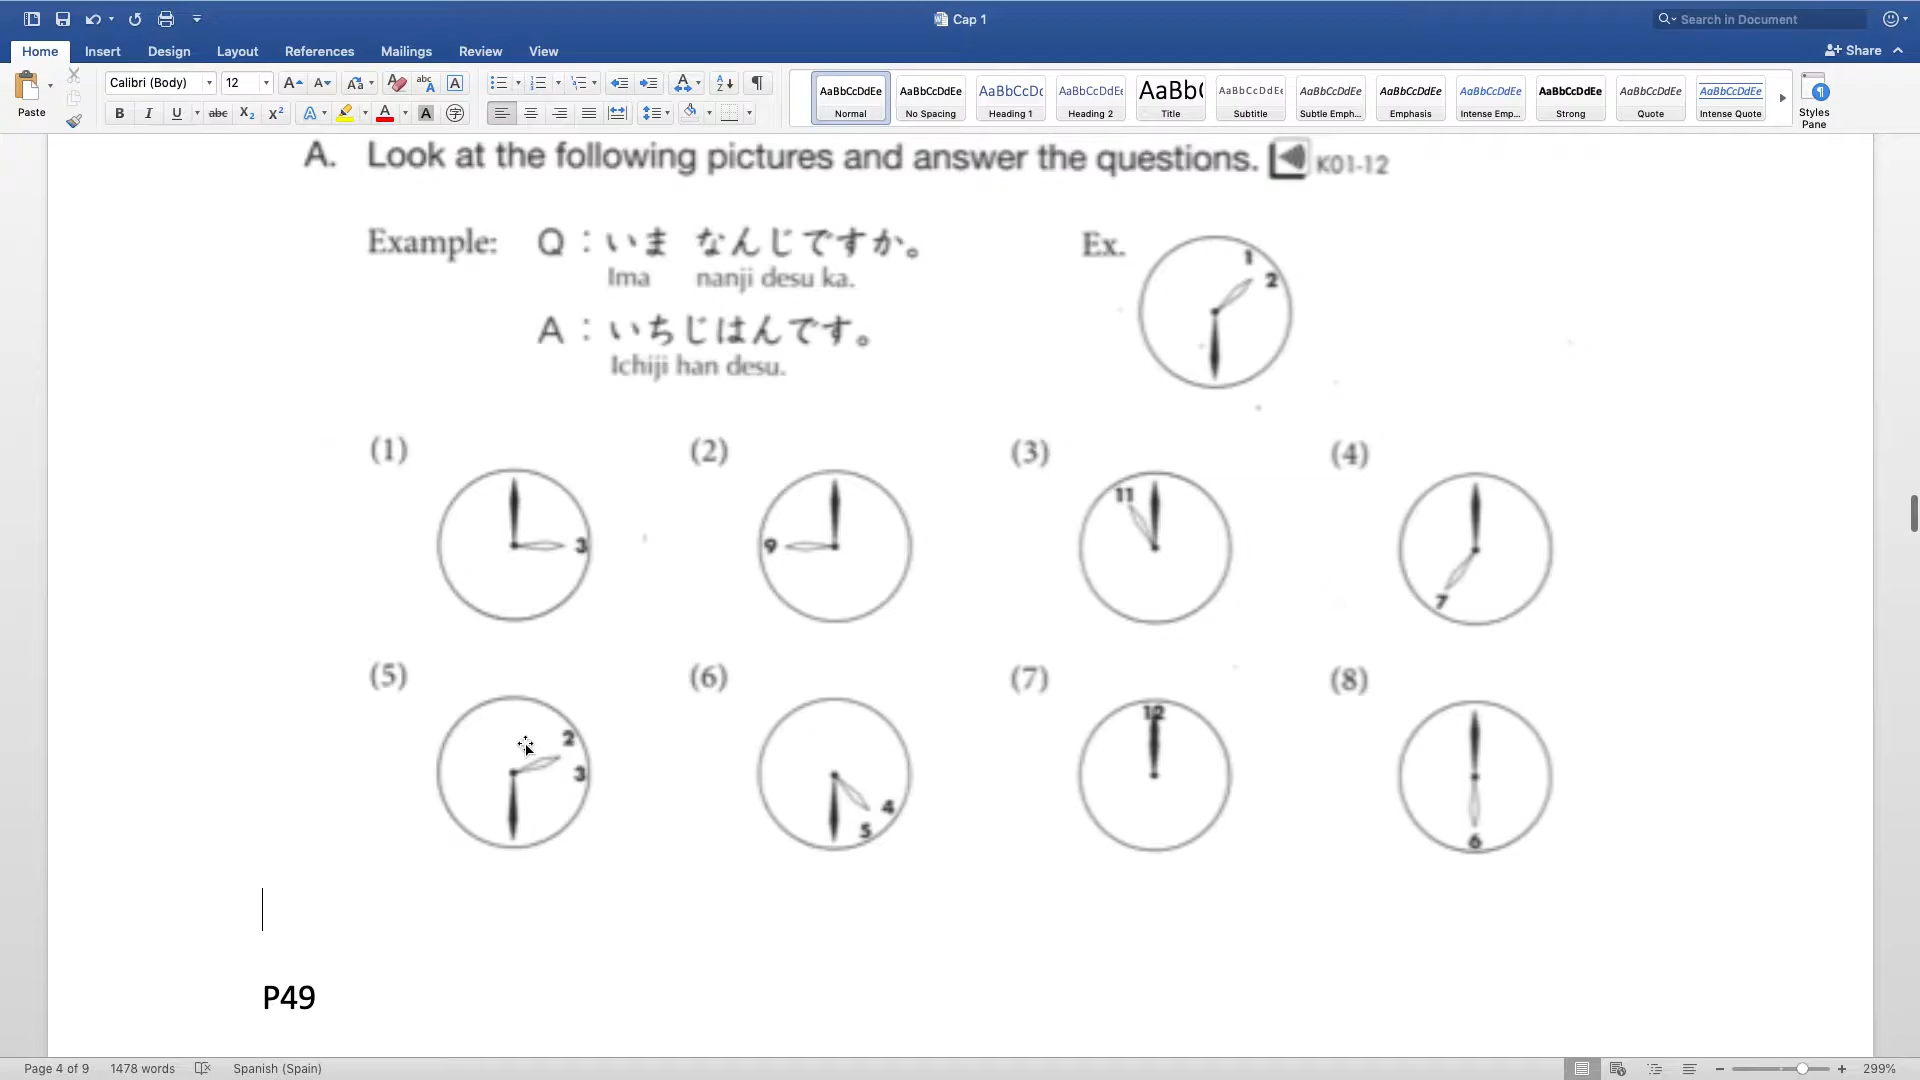 Cap 1
Search in Document
Home Insert Design Layout References Mailings Review View
Share
Paste
Calibri (Body) 12
AaBbCcDdEe AaBbCcDdEe AaBbCcDc AaBbCcDdEe AaBb( AaBbCcDdEe AaBbCcDdEe AaBbCcDdEe AaBbCcDdEe AaBbCcDdEe AaBbCcDdEe AaBbCcDdEe
Normal No Spacing Heading 1 Heading 2 Title Subtitle Subtle Emph... Emphasis Intense Emp... Strong Quote Intense Quote
Styles
Pane
A. Look at the following pictures and answer the questions. K01-12
Example: Q：いま なんじですか。
Ima nanji desu ka.
A：いちじはんです。
Ichiji han desu.
Ex.
1
2
(1) (2) (3) (4)
3 9 11 7
(5) (6) (7) (8)
2
3
4
5
12
6
P49
Page 4 of 9 1478 words Spanish (Spain) 299%